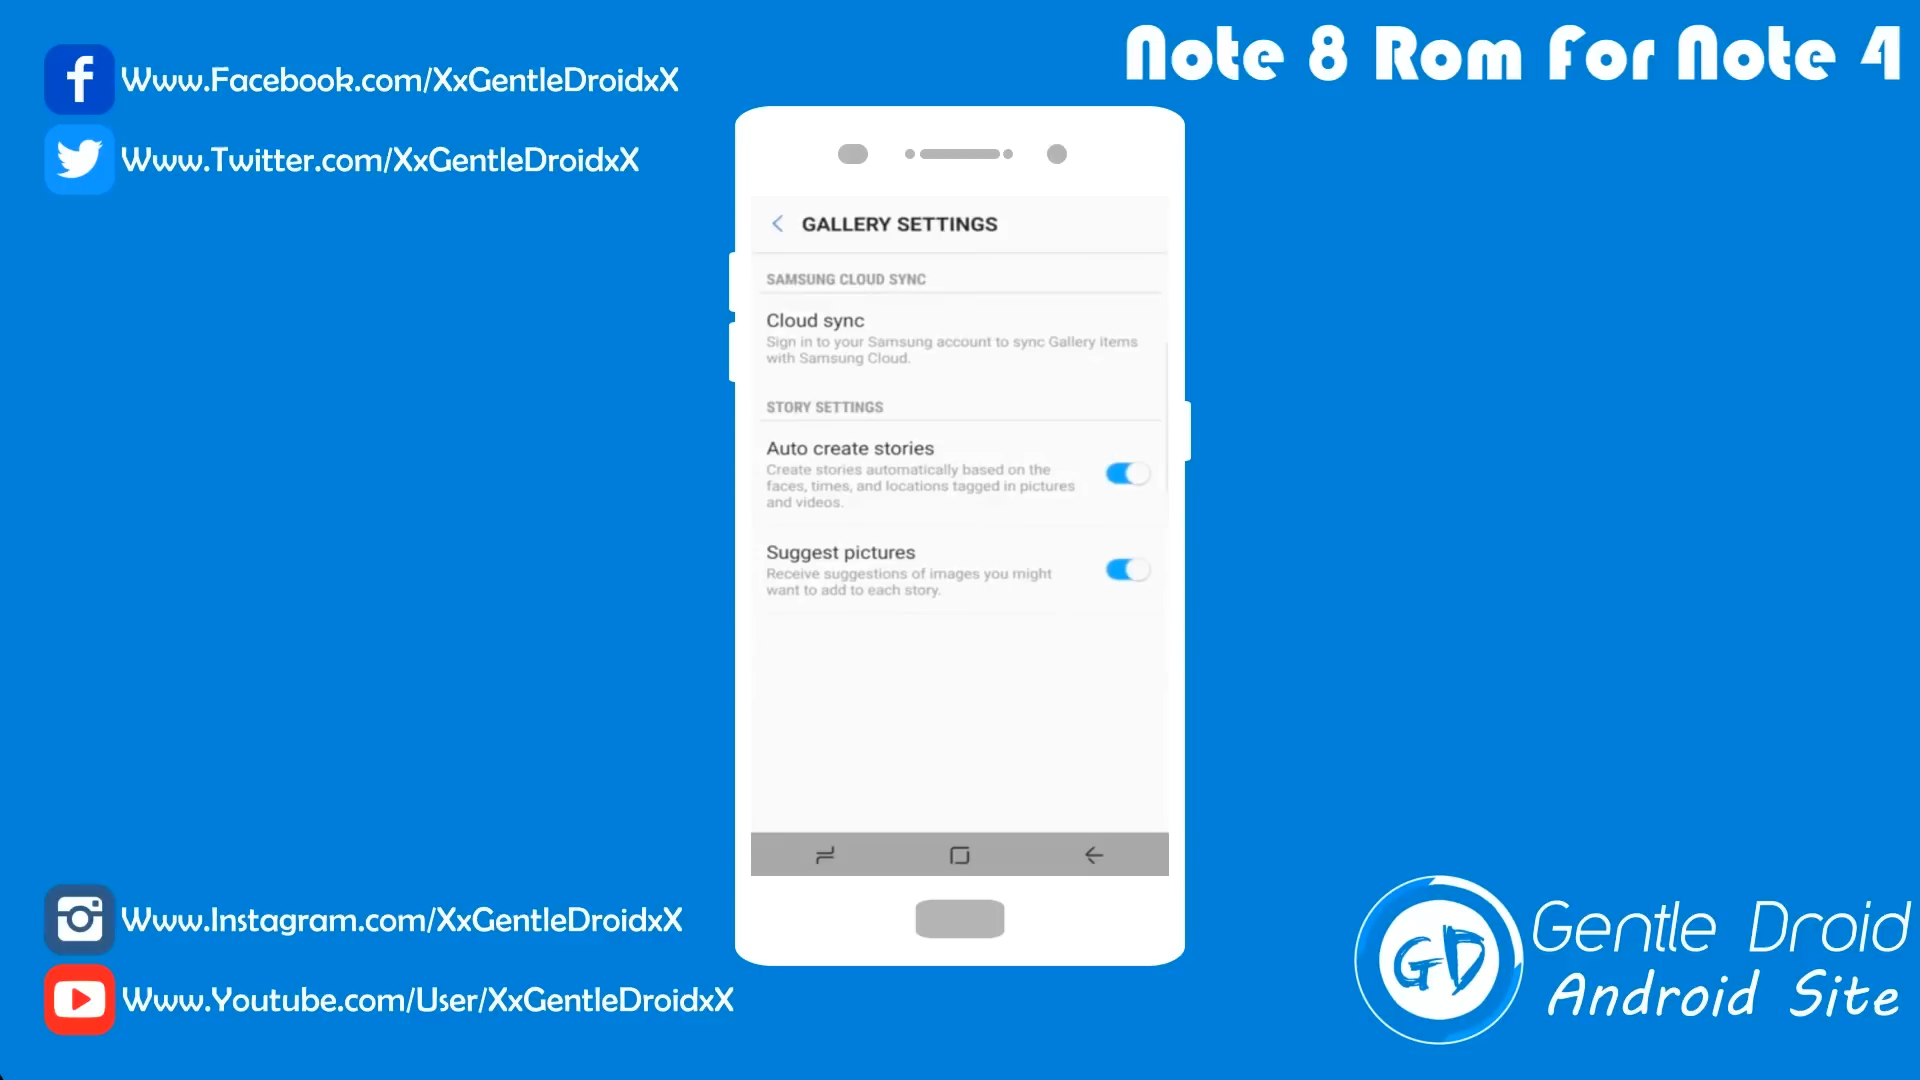 Www.Facebook.com/XxGentleDroidxX
Www.Twitter.com/XxGentleDroidxX
Note 8 Rom For Note 4
GALLERY SETTINGS
SAMSUNG CLOUD SYNC
Cloud sync
Sign in to your Samsung account to sync Gallery items
with Samsung Cloud.
STORY SETTINGS
Auto create stories
Create stories automatically based on the
faces, times, and locations tagged in pictures
and videos.
Suggest pictures
Receive suggestions of images you might
want to add to each story.
Www.Instagram.com/XxGentleDroidxX
Www.Youtube.com/User/XxGentleDroidxX
GD
Gentle Droid
Android Site